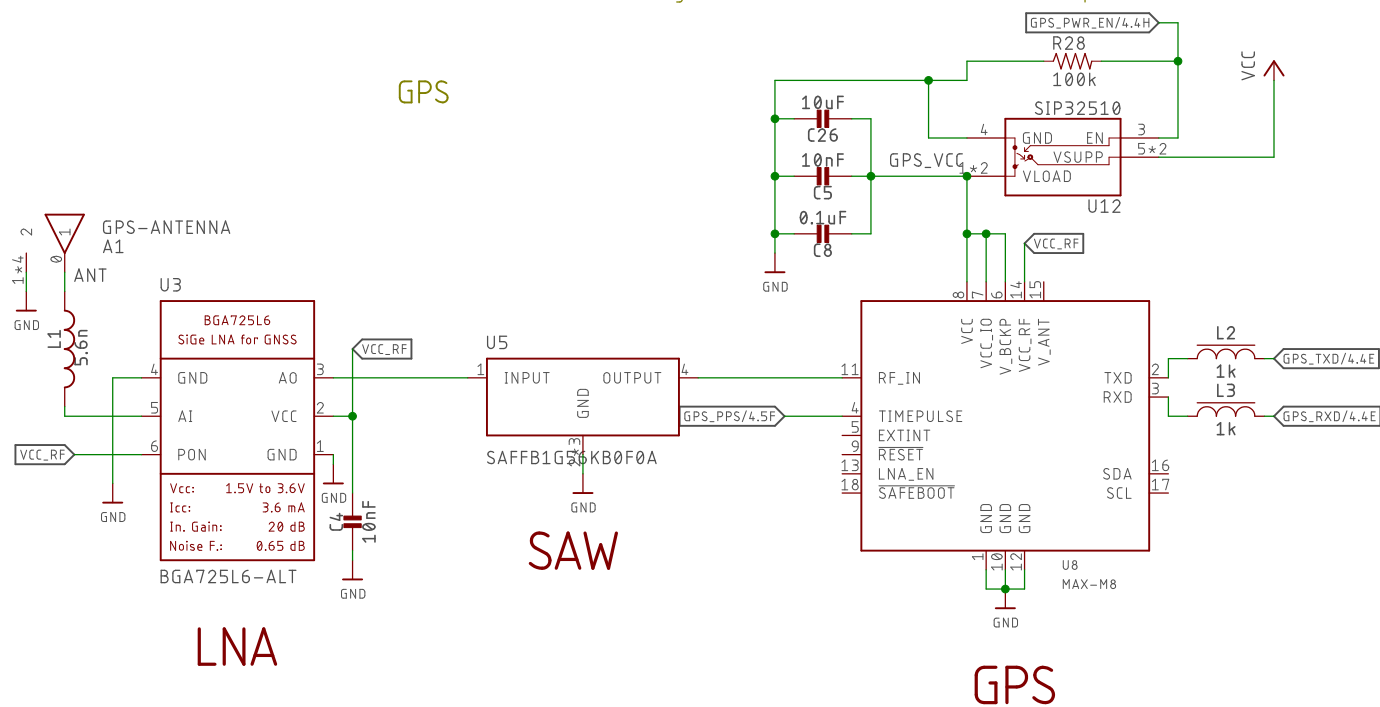 GPS_PWR_EN/4.4H
R28
100k
VCC
GPS
10uF
C26
10nF
C5
0.1uF
C8
GND
SIP32510
4
GND
EN
3
VSUPP
5*2
GPS_VCC
1*2
VLOAD
U12
VCC_RF
2
1*4
GND
1
0
GPS-ANTENNA
A1
ANT
L1
5.6n
U3
BGA725L6
SiGe LNA for GNSS
4
GND
AO
3
5
AI
VCC
2
6
PON
GND
1
VCC_RF
GND
VCC_RF
GND
Vcc: 1.5V to 3.6V
Icc: 3.6 mA
In. Gain: 20 dB
Noise F.: 0.65 dB
BGA725L6-ALT
C4
10nF
GND
LNA
U5
1
INPUT
OUTPUT
4
GND
2*3
SAFFB1G56KB0F0A
GND
SAW
GPS_PPS/4.5F
8
7
6
14
15
VCC
VCC_IO
V_BCKP
VCC_RF
V_ANT
11
RF_IN
4
TIMEPULSE
5
EXTINT
9
RESET
13
LNA_EN
18
SAFEBOOT
TXD
2
RXD
3
SDA
16
SCL
17
GND
GND
GND
1
10
12
U8
MAX-M8
GND
L2
1k
GPS_TXD/4.4E
L3
1k
GPS_RXD/4.4E
GPS